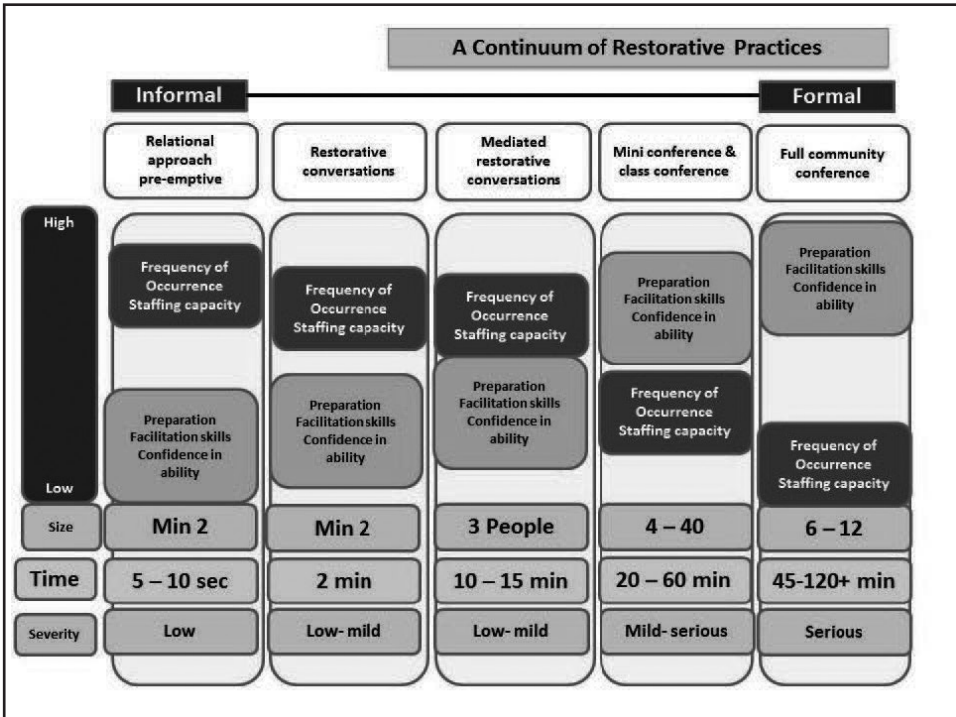 A Continuum of Restorative Practices
Informal
Formal
Relational
approach
pre-emptive
Restorative
conversations
Mediated
restorative
conversations
Mini conference &
class conference
Full community
conference
High
Low
Frequency of
Occurrence
Staffing capacity
Preparation
Facilitation skills
Confidence in
ability
Frequency of
Occurrence
Staffing capacity
Preparation
Facilitation skills
Confidence in
ability
Frequency of
Occurrence
Staffing capacity
Preparation
Facilitation skills
Confidence in
ability
Preparation
Facilitation skills
Confidence in
ability
Frequency of
Occurrence
Staffing capacity
Preparation
Facilitation skills
Confidence in
ability
Frequency of
Occurrence
Staffing capacity
Size
Min 2
Min 2
3 People
4 – 40
6 – 12
Time
5 – 10 sec
2 min
10 – 15 min
20 – 60 min
45-120+ min
Severity
Low
Low- mild
Low- mild
Mild- serious
Serious